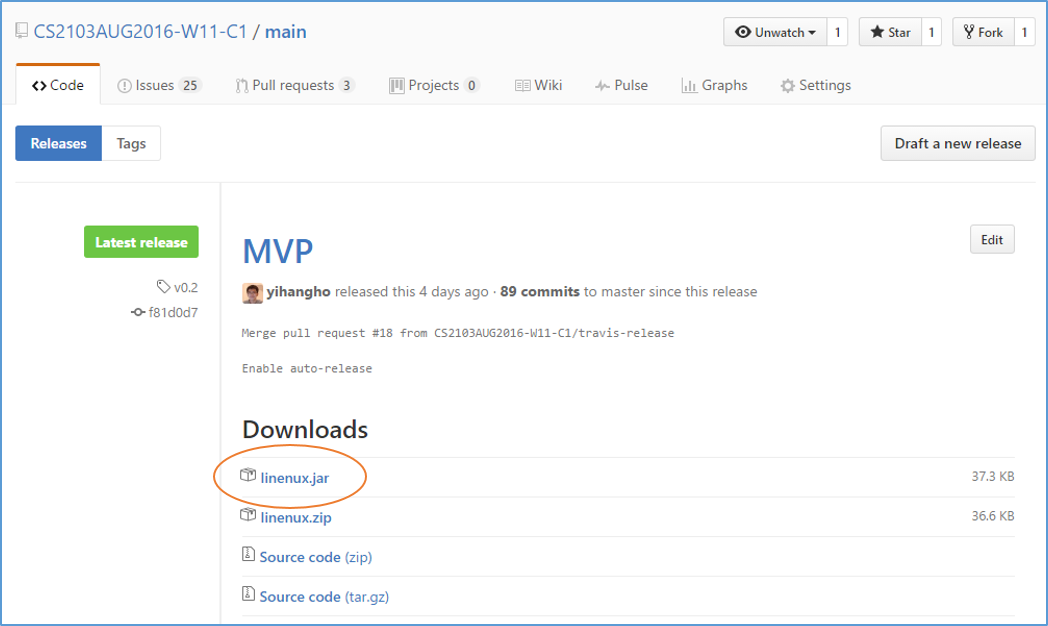 CS2103AUG2016-W11-C1 / main
Unwatch 1 Star 1 Fork 1
Code Issues 25 Pull requests 3 Projects 0 Wiki Pulse Graphs Settings
Releases Tags Draft a new release
Latest release
v0.2
f81d0d7
MVP Edit
yihangho released this 4 days ago · 89 commits to master since this release
Merge pull request #18 from CS2103AUG2016-W11-C1/travis-release
Enable auto-release
Downloads
linenux.jar 37.3 KB
linenux.zip 36.6 KB
Source code (zip)
Source code (tar.gz)